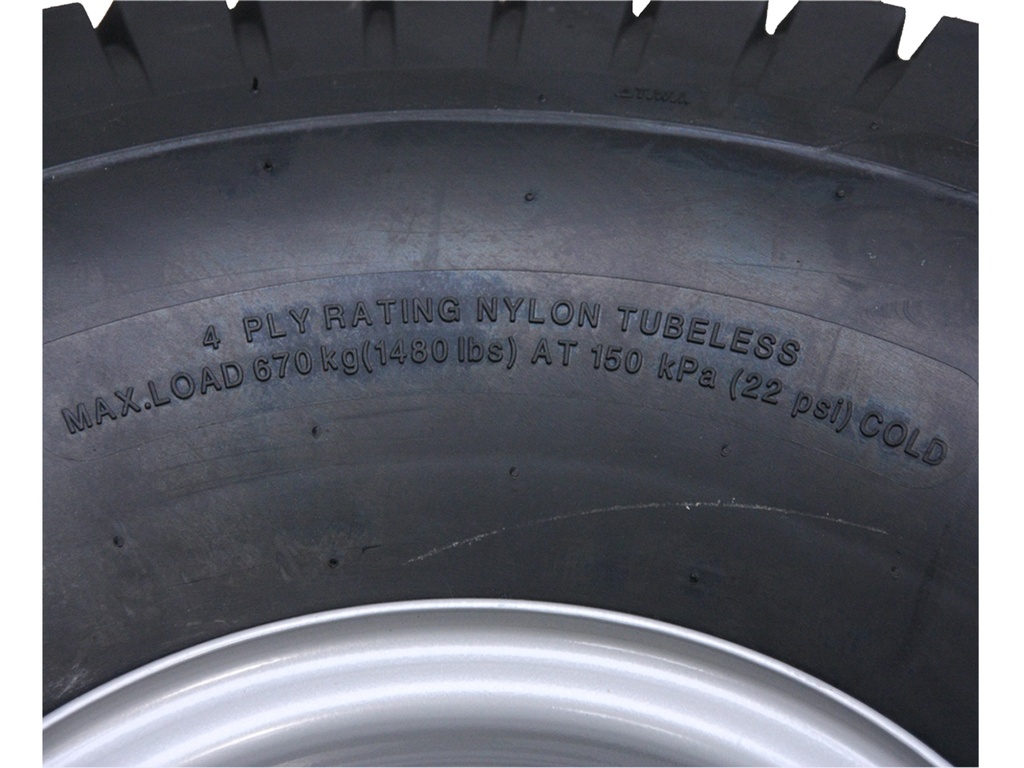 4 PLY RATING NYLON TUBELESS
MAX.LOAD 670 kg(1480 lbs) AT 150 kPa (22 psi) COLD